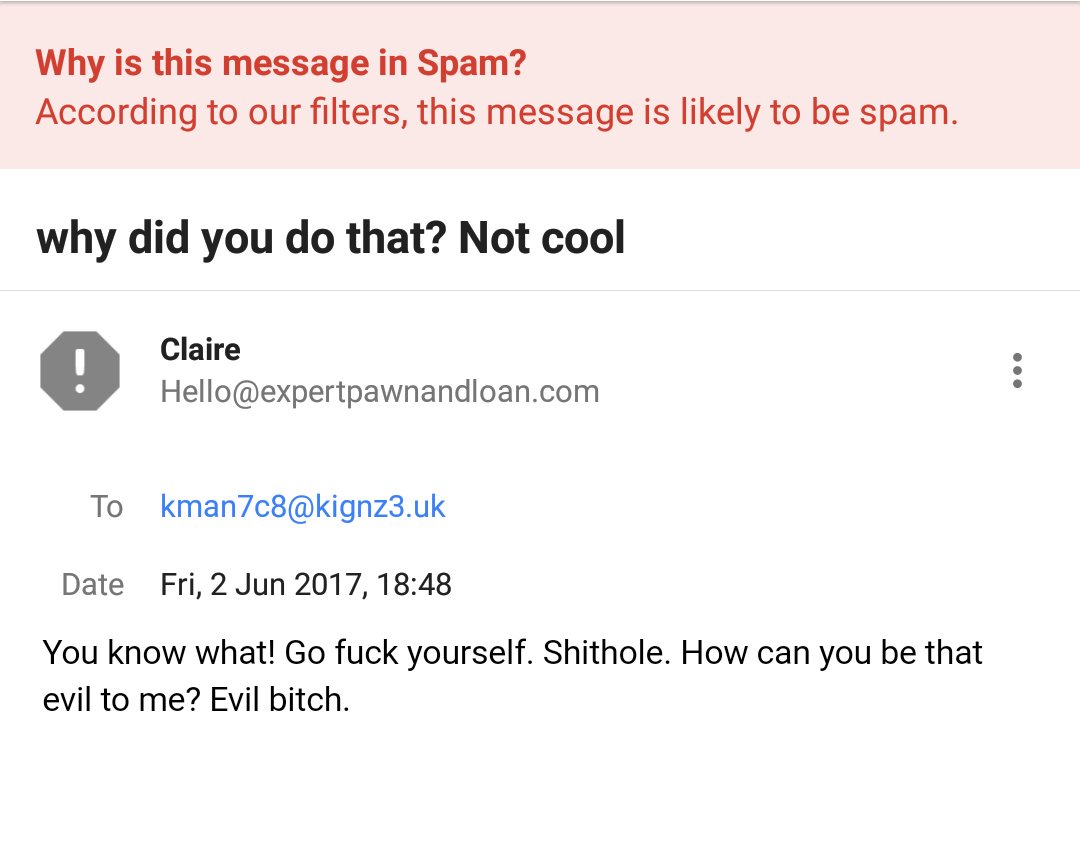 Why is this message in Spam?
According to our filters, this message is likely to be spam.
why did you do that? Not cool
Claire
Hello@expertpawnandloan.com
To kman7c8@kignz3.uk
Date Fri, 2 Jun 2017, 18:48
You know what! Go fuck yourself. Shithole. How can you be that
evil to me? Evil bitch.